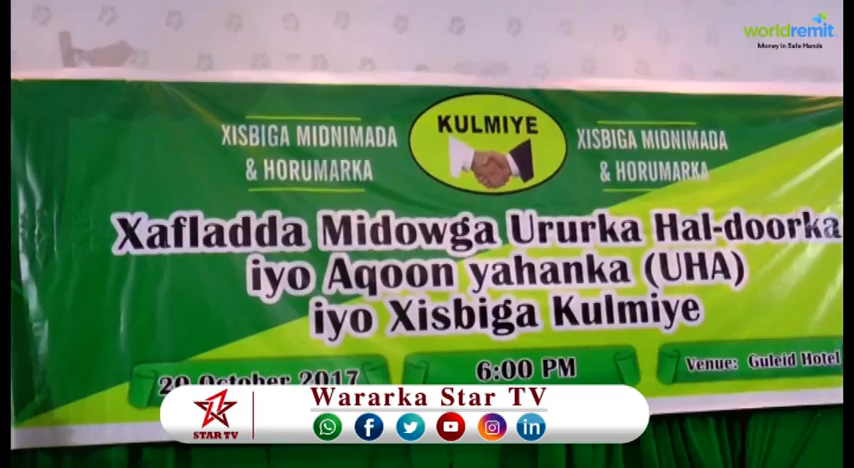 worldremit
Money in Safe Hands
XISBIGA MIDNIMADA
& HORUMARKA
KULMIYE
XISBIGA MIDNIMADA
& HORUMARKA
Xafladda Midowga Ururka Hal-doorka
iyo Aqoon yahanka (UHA)
iyo Xisbiga Kulmiye
20 October 2017
6:00 PM
Venue: Guleid Hotel
STAR TV
Wararka Star TV